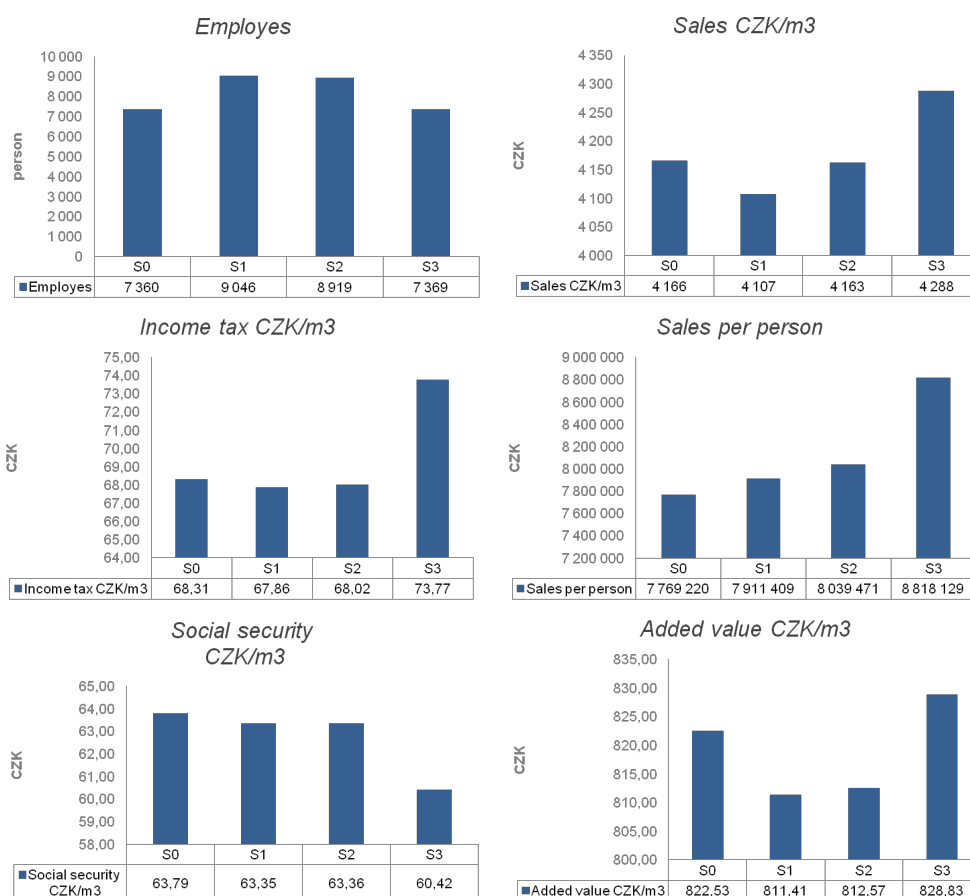 Employes
person
10 000
9 000
8 000
7 000
6 000
5 000
4 000
3 000
2 000
1 000
0
S0 S1 S2 S3
Employes 7 360 9 046 8 919 7 369
Sales CZK/m3
CZK
4 350
4 300
4 250
4 200
4 150
4 100
4 050
4 000
S0 S1 S2 S3
Sales CZK/m3 4 166 4 107 4 163 4 288
Income tax CZK/m3
CZK
75,00
74,00
73,00
72,00
71,00
70,00
69,00
68,00
67,00
66,00
65,00
64,00
S0 S1 S2 S3
Income tax CZK/m3 68,31 67,86 68,02 73,77
Sales per person
CZK
9 000 000
8 800 000
8 600 000
8 400 000
8 200 000
8 000 000
7 800 000
7 600 000
7 400 000
7 200 000
S0 S1 S2 S3
Sales per person 7 769 220 7 911 409 8 039 471 8 818 129
Social security
CZK/m3
CZK
65,00
64,00
63,00
62,00
61,00
60,00
59,00
58,00
S0 S1 S2 S3
Social security
CZK/m3 63,79 63,35 63,36 60,42
Added value CZK/m3
CZK
835,00
830,00
825,00
820,00
815,00
810,00
805,00
800,00
S0 S1 S2 S3
Added value CZK/m3 822,53 811,41 812,57 828,83